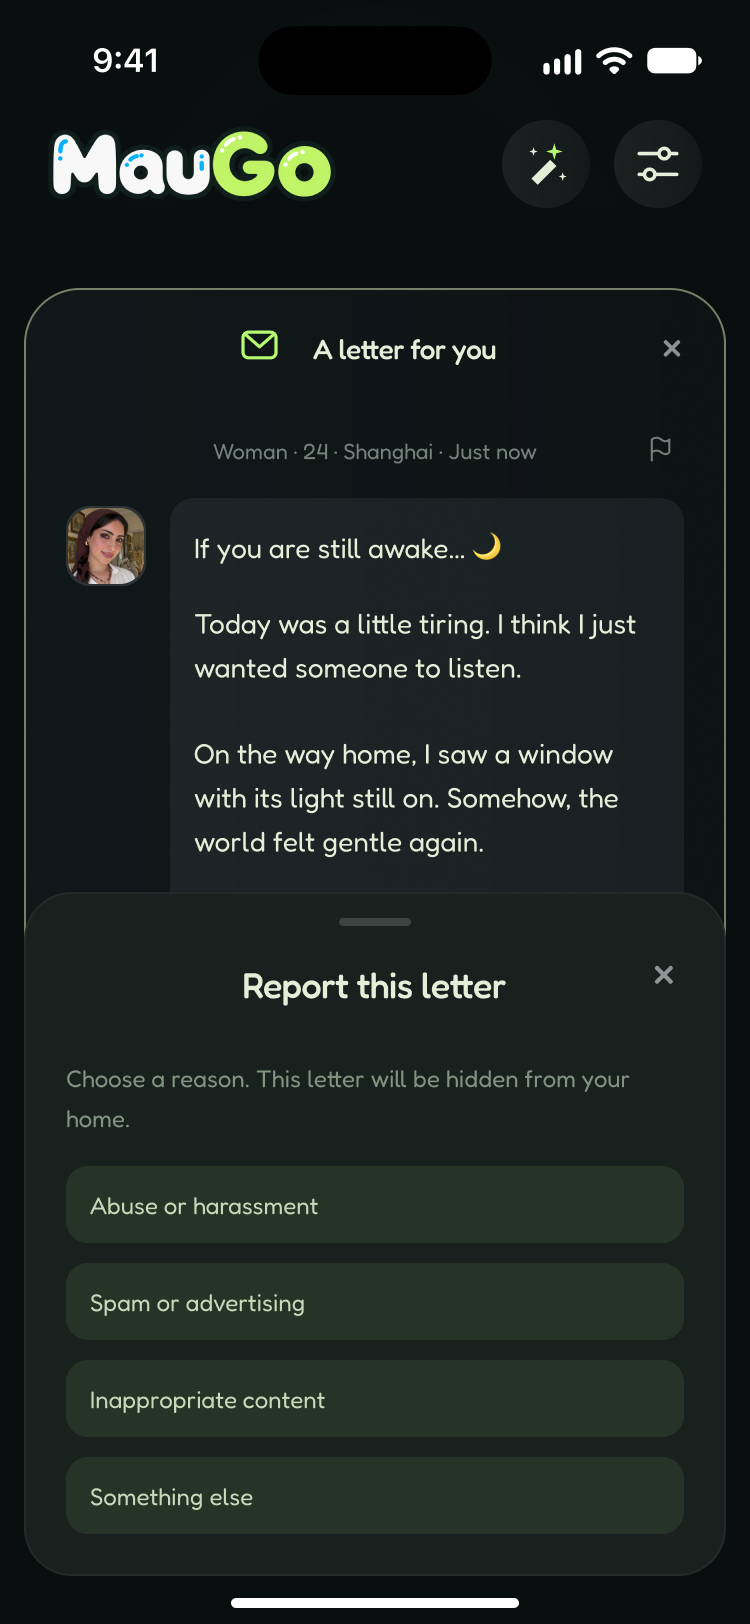 9:41
MauGo
A letter for you
Woman · 24 · Shanghai · Just now
If you are still awake... 🌙
Today was a little tiring. I think I just
wanted someone to listen.
On the way home, I saw a window
with its light still on. Somehow, the
world felt gentle again.
Report this letter
Choose a reason. This letter will be hidden from your
home.
Abuse or harassment
Spam or advertising
Inappropriate content
Something else